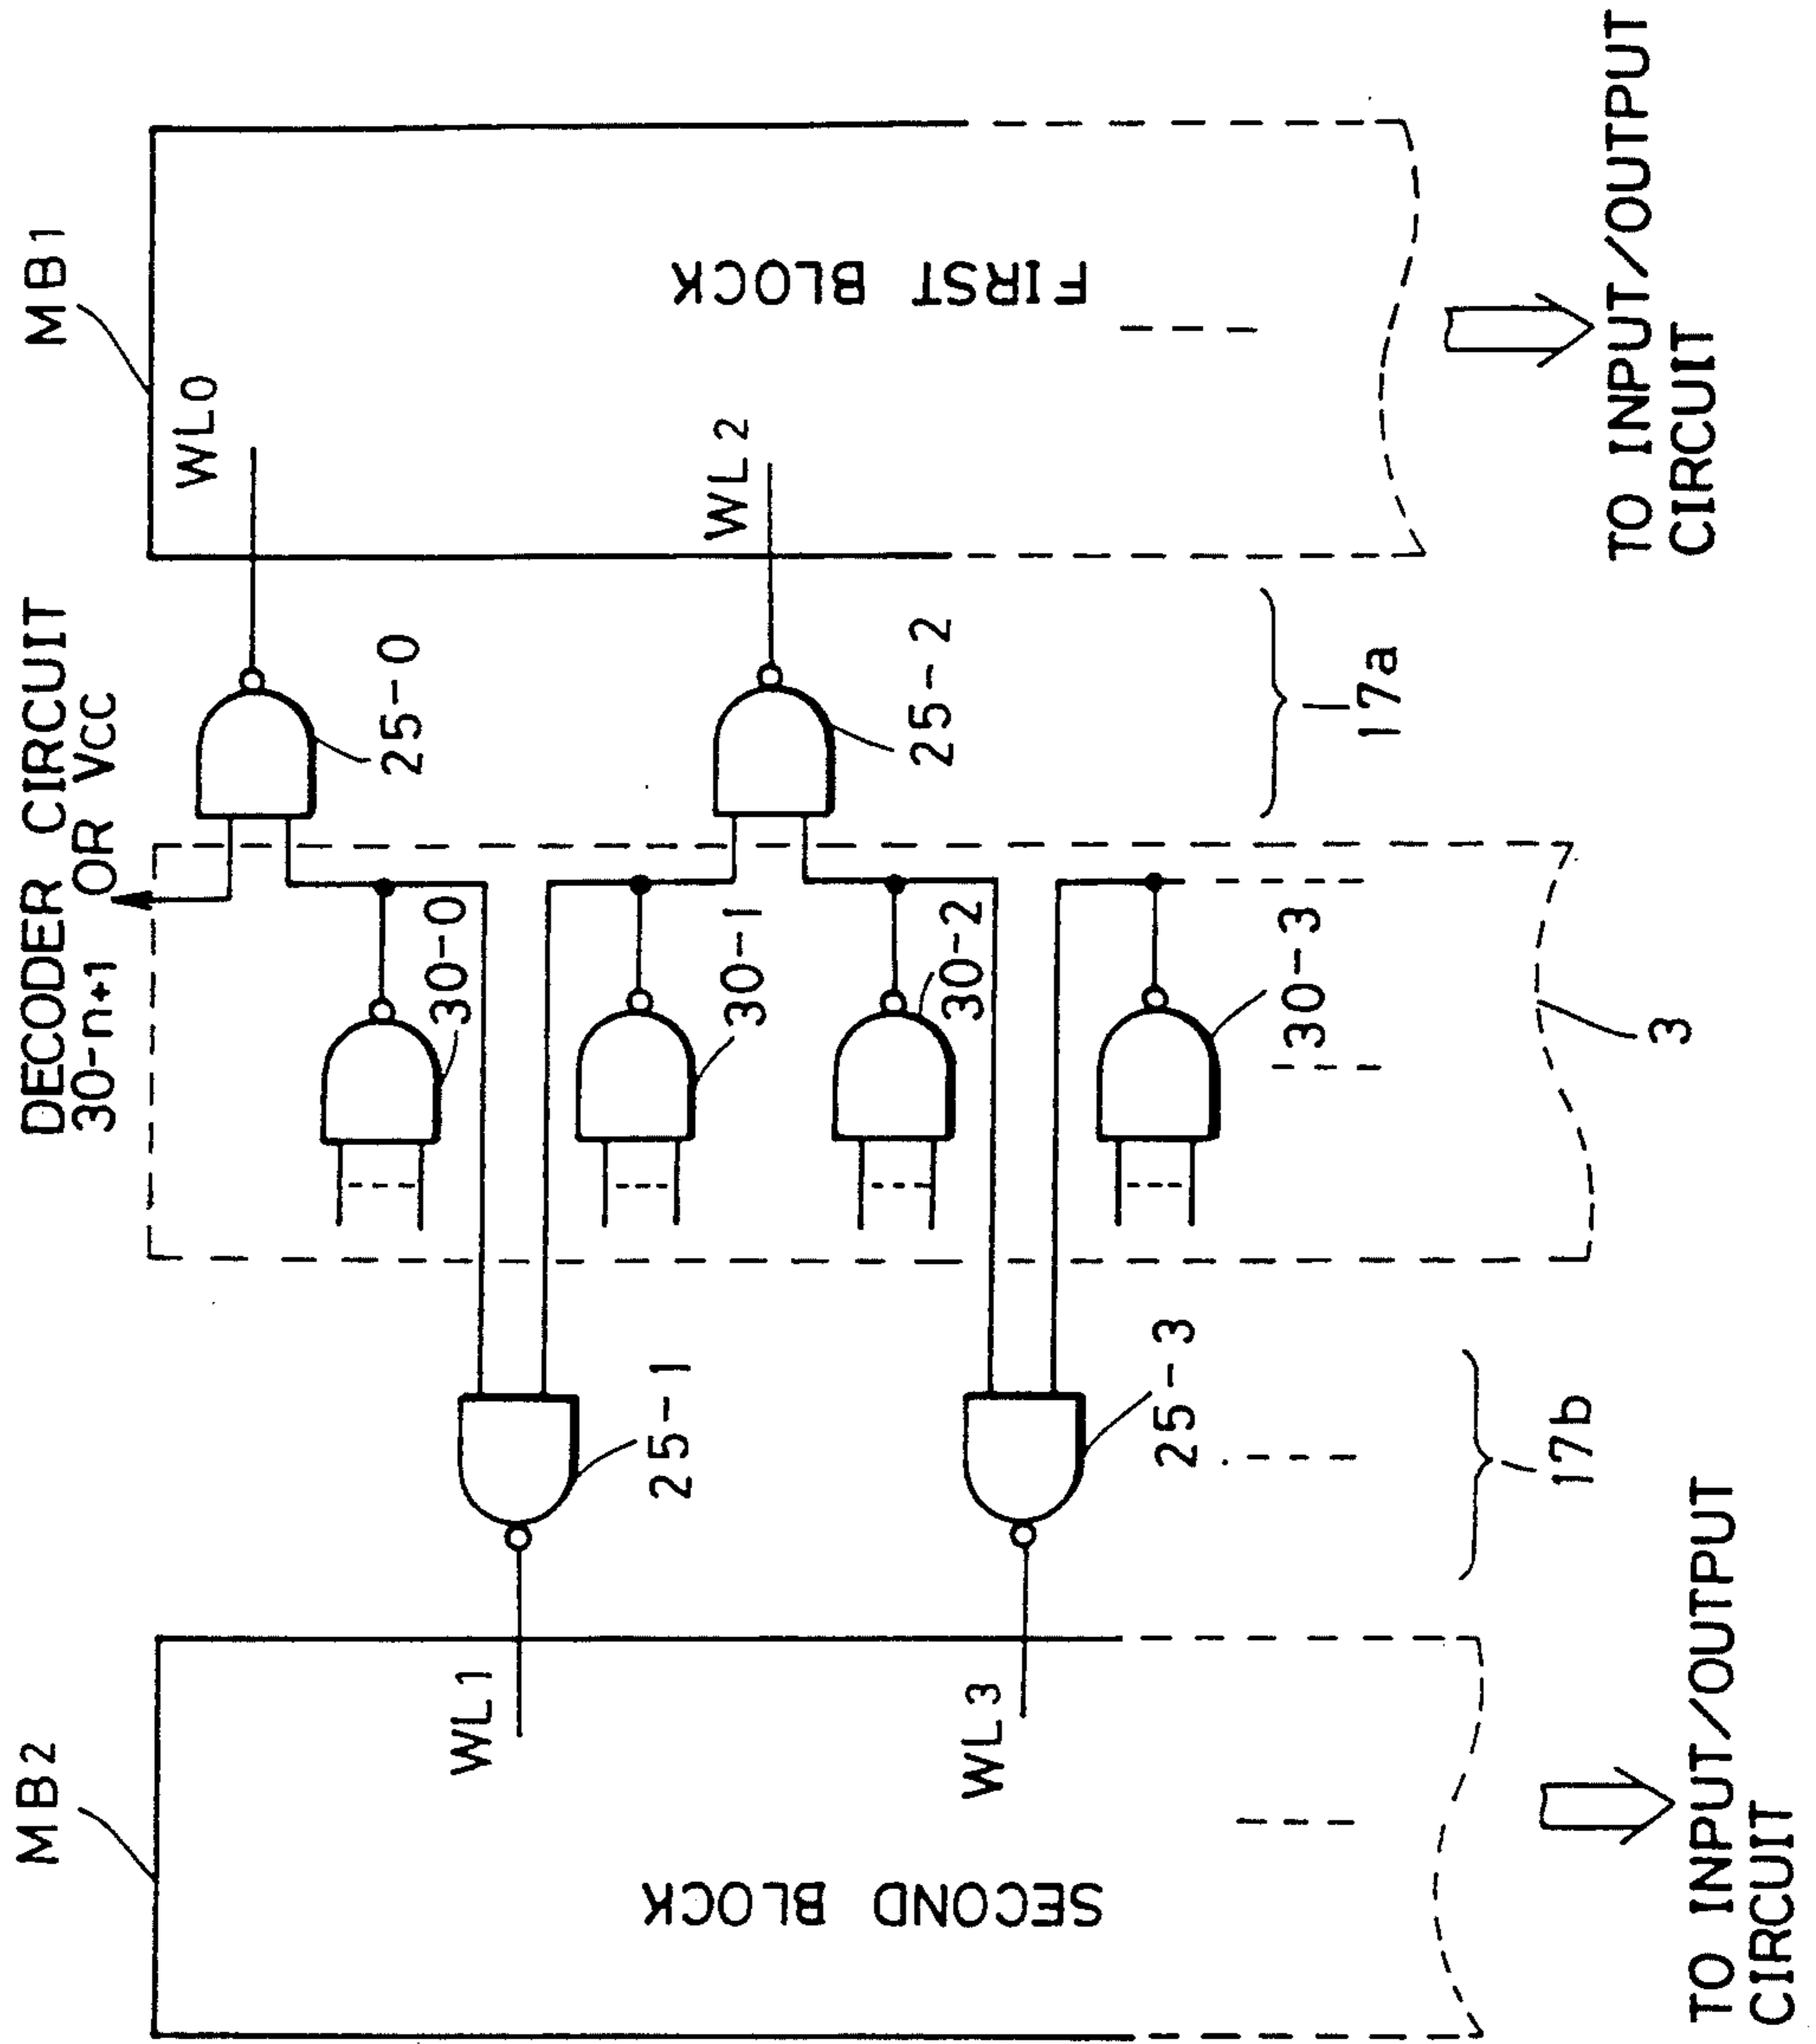 DECODER CIRCUIT
30-n+1 OR VCC
MB2
MB1
WL0
WL1
WL2
WL3
25-0
25-1
25-2
25-3
30-0
30-1
30-2
30-3
SECOND BLOCK
FIRST BLOCK
17b
3
17a
TO INPUT/OUTPUT
CIRCUIT
TO INPUT/OUTPUT
CIRCUIT